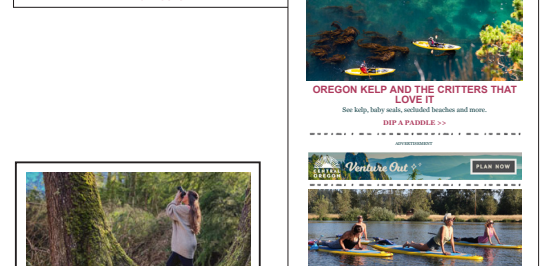 OREGON KELP AND THE CRITTERS THAT
LOVE IT
See kelp, baby seals, secluded beaches and more.
DIP A PADDLE >>
ADVERTISEMENT
CENTRAL
OREGON
Venture Out
PLAN NOW